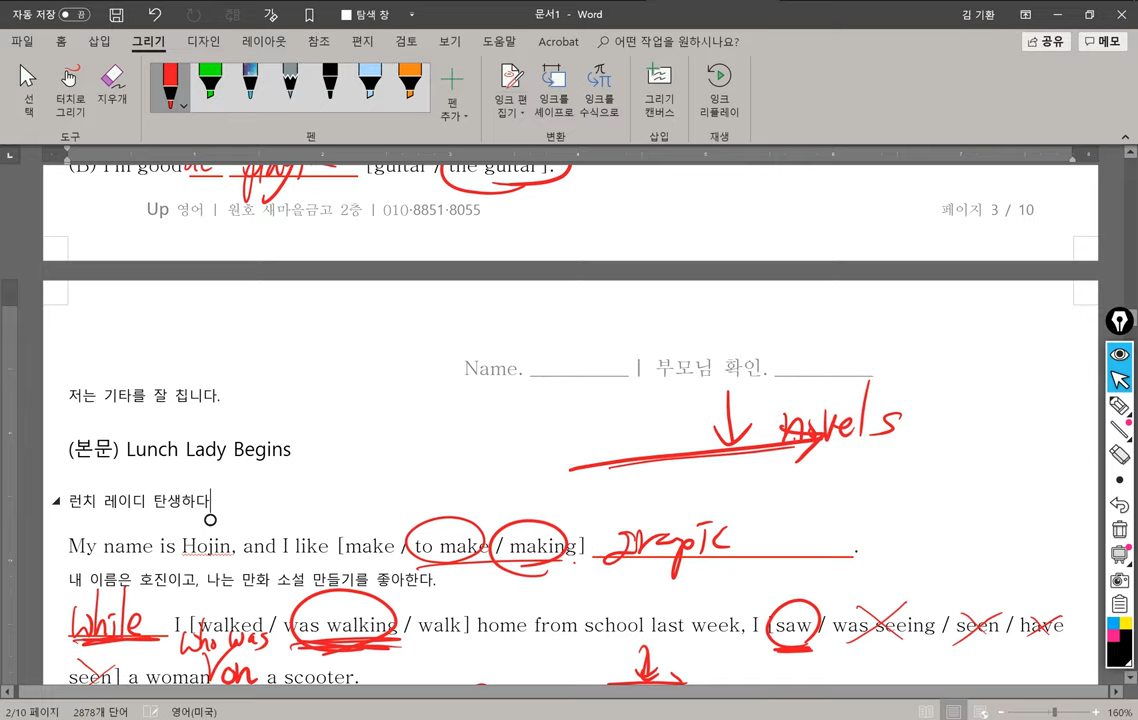 자동 저장 끔 탐색 창 문서1 - Word 김 기환
파일 홈 삽입 그리기 디자인 레이아웃 참조 편지 검토 보기 도움말 Acrobat 어떤 작업을 원하시나요? 공유 메모
선택 터치로 그리기 지우개 펜 추가 잉크 편집기 잉크를 셰이프로 잉크를 수식으로 그리기 캔버스 잉크 리플레이
도구 펜 변환 삽입 재생
(B) I'm good at [guitar / the guitar].
Up 영어 | 원호 새마을금고 2층 | 010·8851·8055 페이지 3 / 10
Name. __________ | 부모님 확인. __________
저는 기타를 잘 칩니다.
novels
(본문) Lunch Lady Begins
런치 레이디 탄생하다
My name is Hojin, and I like [make / to make / making] .
내 이름은 호진이고, 나는 만화 소설 만들기를 좋아한다.
While I [walked / was walking / walk] home from school last week, I [saw / was seeing / seen / have
who was
seen] a woman on a scooter.
2/10 페이지 2878개 단어 영어(미국) 160%